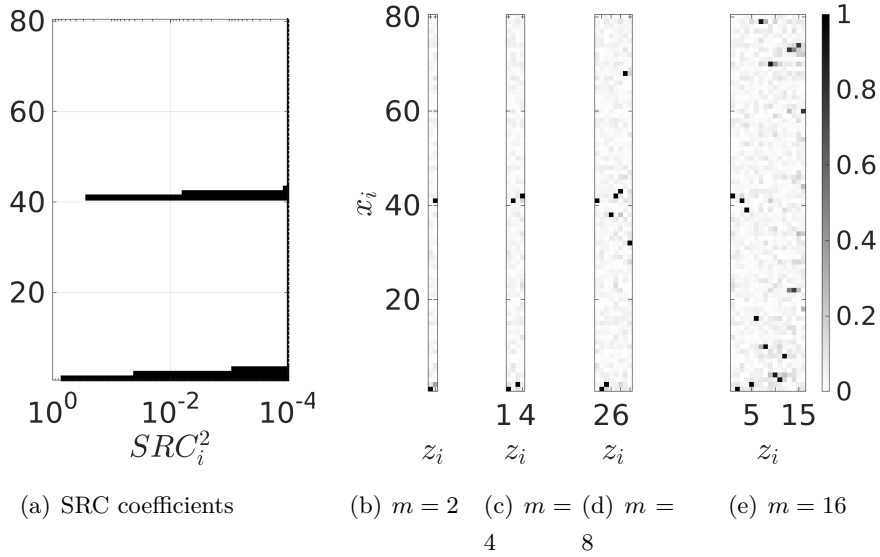 80
60
40
20
10^0
10^-2
10^-4
SRC_i^2
(a) SRC coefficients
x_i
80
60
40
20
z_i
(b) m = 2
1 4
z_i
(c) m =
4
2 6
z_i
(d) m =
8
5 15
z_i
(e) m = 16
1
0.8
0.6
0.4
0.2
0